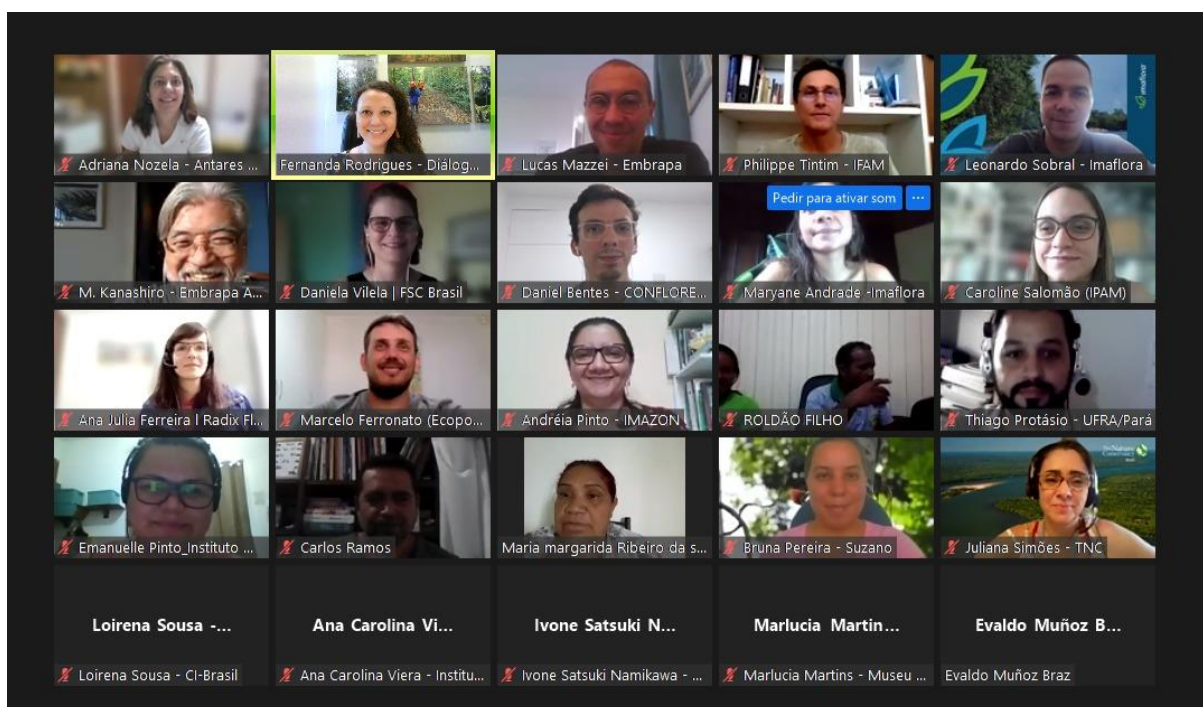 Adriana Nozela - Antares ...
Fernanda Rodrigues - Diálog...
Lucas Mazzei - Embrapa
Philippe Tintim - IFAM
imaflora
Leonardo Sobral - Imaflora
M. Kanashiro - Embrapa A...
Daniela Vilela | FSC Brasil
Daniel Bentes - CONFLORE...
Pedir para ativar som ...
Maryane Andrade -Imaflora
Caroline Salomão (IPAM)
Ana Julia Ferreira l Radix Fl...
Marcelo Ferronato (Ecopo...
Andréia Pinto - IMAZON
ROLDÃO FILHO
Thiago Protásio - UFRA/Pará
Emanuelle Pinto_Instituto ...
Carlos Ramos
Maria margarida Ribeiro da s...
Bruna Pereira - Suzano
The Nature
Conservancy
Juliana Simões - TNC
Loirena Sousa -...
Ana Carolina Vi...
Ivone Satsuki N...
Marlucia Martin...
Evaldo Muñoz B...
Loirena Sousa - CI-Brasil
Ana Carolina Viera - Institu...
Ivone Satsuki Namikawa - ...
Marlucia Martins - Museu ...
Evaldo Muñoz Braz